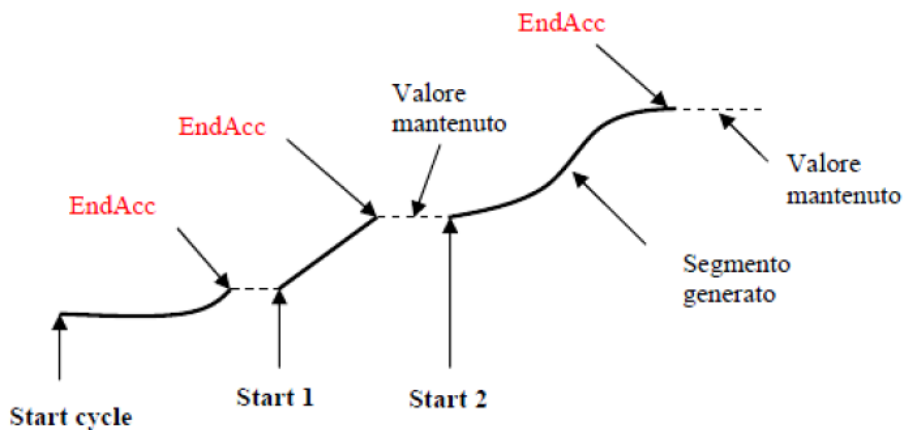 EndAcc
Valore
mantenuto
EndAcc
Valore
mantenuto
EndAcc
Segmento
generato
Start 1
Start 2
Start cycle